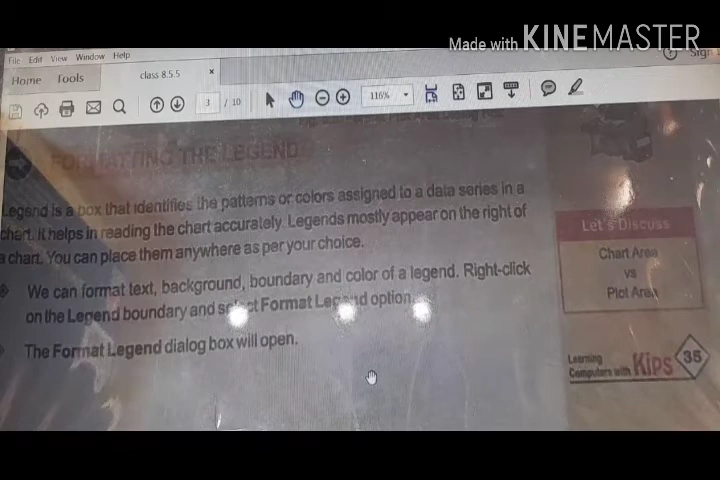 Made with KINEMASTER
File Edit View Window Help
Sign
Home Tools
class 8.5.5 ×
3 / 10
116%
FORMATTING THE LEGEND
Legend is a box that identifies the patterns or colors assigned to a data series in a
chart. It helps in reading the chart accurately. Legends mostly appear on the right of
a chart. You can place them anywhere as per your choice.
We can format text, background, boundary and color of a legend. Right-click
on the Legend boundary and select Format Legend option.
The Format Legend dialog box will open.
Let's Discuss
Chart Area
vs
Plot Area
Learning
Computers with Kips 35